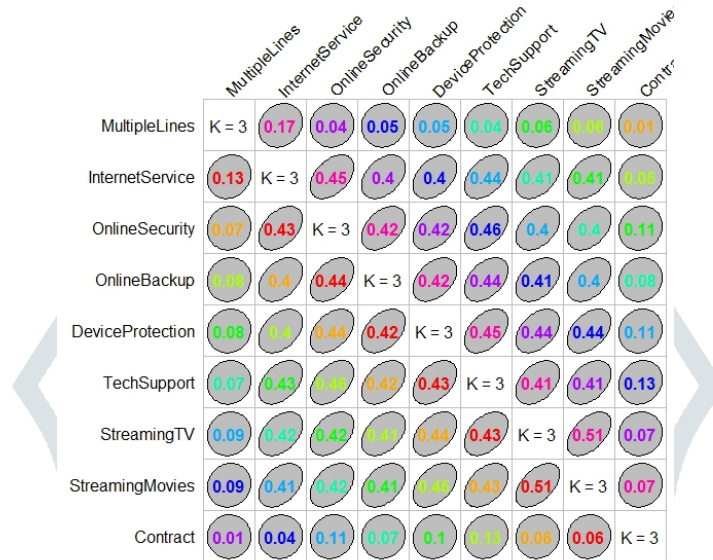 MultipleLines InternetService OnlineSecurity OnlineBackup DeviceProtection TechSupport StreamingTV StreamingMovie Contr
MultipleLines K = 3 0.17 0.04 0.05 0.05 0.04 0.06 0.06 0.01
InternetService 0.13 K = 3 0.45 0.4 0.4 0.44 0.41 0.41 0.05
OnlineSecurity 0.07 0.43 K = 3 0.42 0.42 0.46 0.4 0.4 0.11
OnlineBackup 0.08 0.4 0.44 K = 3 0.42 0.44 0.41 0.4 0.08
DeviceProtection 0.08 0.4 0.44 0.42 K = 3 0.45 0.44 0.44 0.11
TechSupport 0.07 0.43 0.46 0.42 0.43 K = 3 0.41 0.41 0.13
StreamingTV 0.09 0.42 0.42 0.41 0.44 0.43 K = 3 0.51 0.07
StreamingMovies 0.09 0.41 0.42 0.41 0.45 0.43 0.51 K = 3 0.07
Contract 0.01 0.04 0.11 0.07 0.1 0.13 0.06 0.06 K = 3